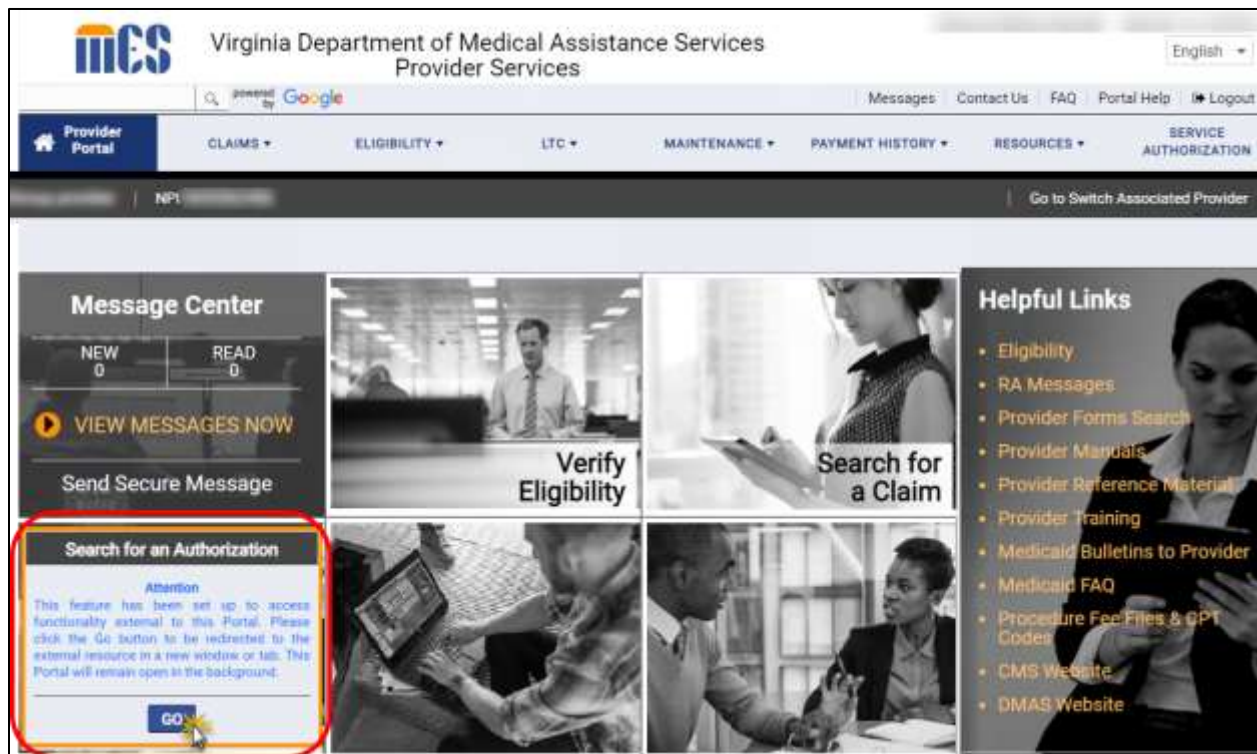 mes
Virginia Department of Medical Assistance Services
Provider Services
English
powered by Google
Messages Contact Us FAQ Portal Help Logout
Provider Portal
CLAIMS
ELIGIBILITY
LTC
MAINTENANCE
PAYMENT HISTORY
RESOURCES
SERVICE AUTHORIZATION
NPI
Go to Switch Associated Provider
Message Center
NEW READ
0 0
VIEW MESSAGES NOW
Send Secure Message
Verify
Eligibility
Search for
a Claim
Helpful Links
Eligibility
RA Messages
Provider Forms Search
Provider Manuals
Provider Reference Material
Provider Training
Medicaid Bulletins to Provider
Medicaid FAQ
Procedure Fee Files & CPT
Codes
CMS Website
DMAS Website
Search for an Authorization
Attention
This feature has been set up to access
functionality external to this Portal. Please
click the Go button to be redirected to the
external resource in a new window or tab. This
Portal will remain open in the background.
GO